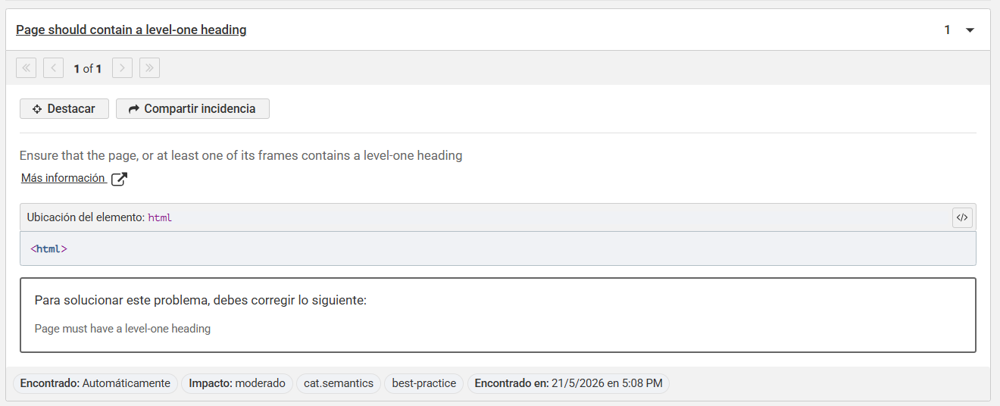 Page should contain a level-one heading 1
1 of 1
Destacar Compartir incidencia
Ensure that the page, or at least one of its frames contains a level-one heading
Más información
Ubicación del elemento: html </>
<html>
Para solucionar este problema, debes corregir lo siguiente:
Page must have a level-one heading
Encontrado: Automáticamente Impacto: moderado cat.semantics best-practice Encontrado en: 21/5/2026 en 5:08 PM